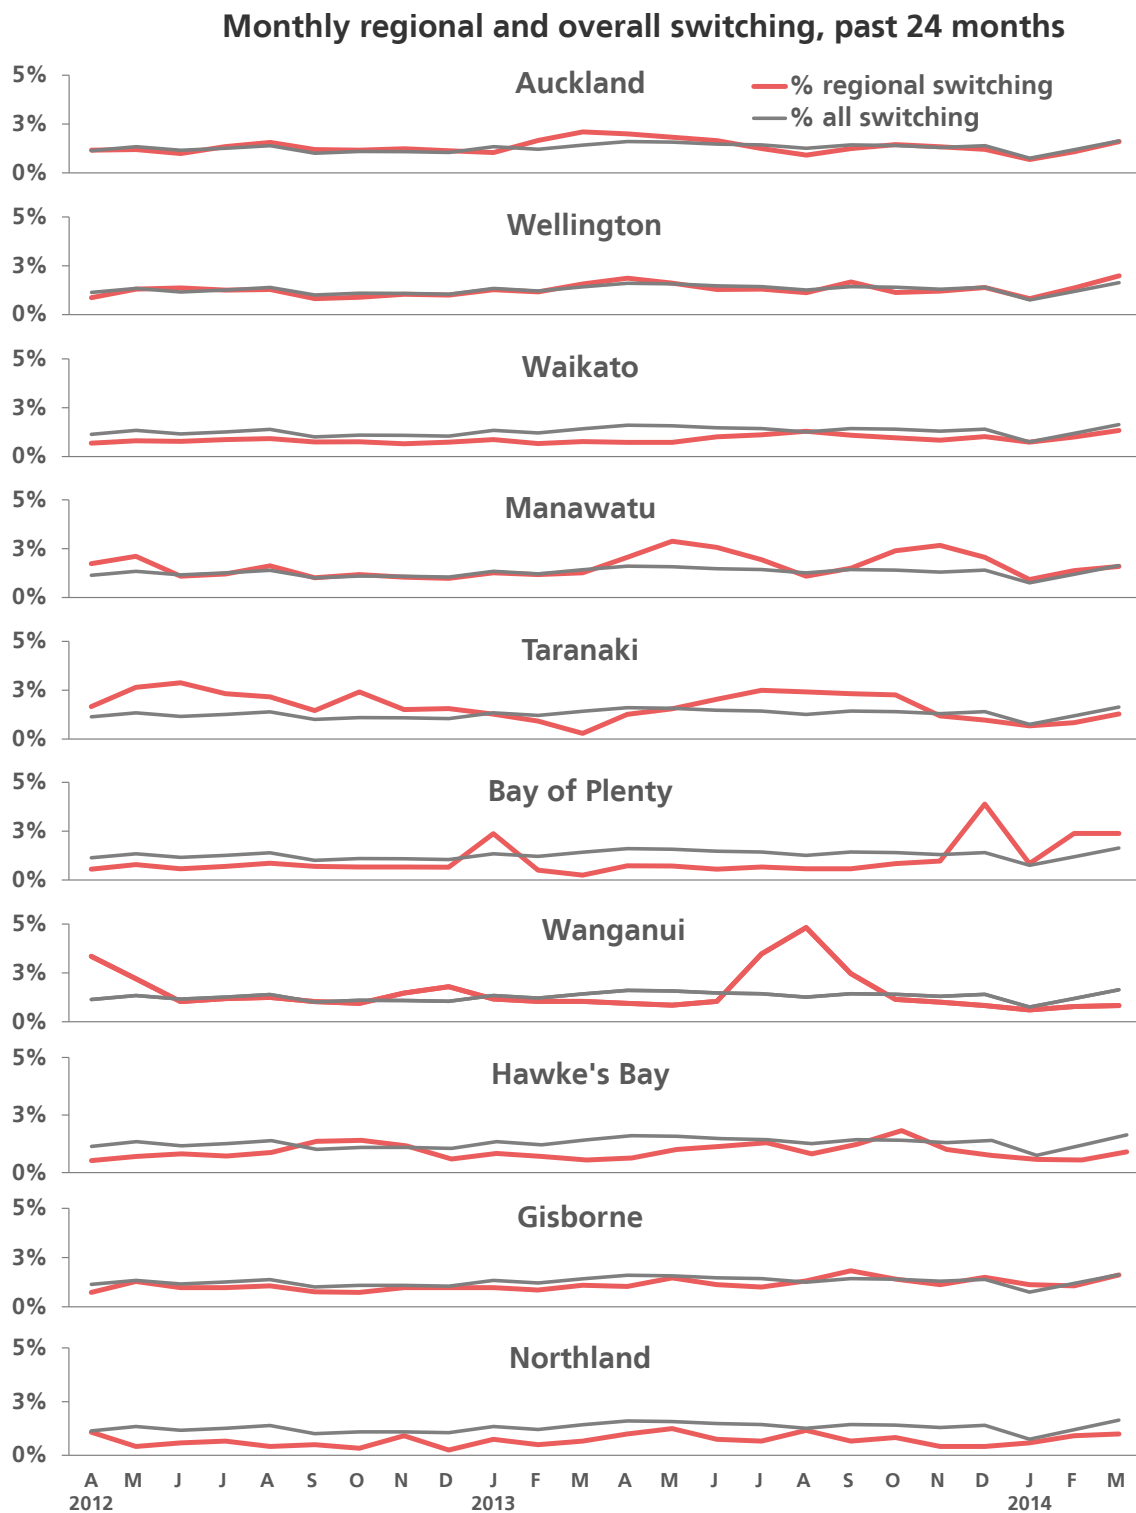 Monthly regional and overall switching, past 24 months
5%
Auckland
% regional switching
3%
% all switching
0%
5%
Wellington
3%
0%
5%
Waikato
3%
0%
5%
Manawatu
3%
0%
5%
Taranaki
3%
0%
5%
Bay of Plenty
3%
0%
5%
Wanganui
3%
0%
5%
Hawke's Bay
3%
0%
5%
Gisborne
3%
0%
5%
Northland
3%
0%
A M J J A S O N D J F M A M J J A S O N D J F M
2012 2013 2014